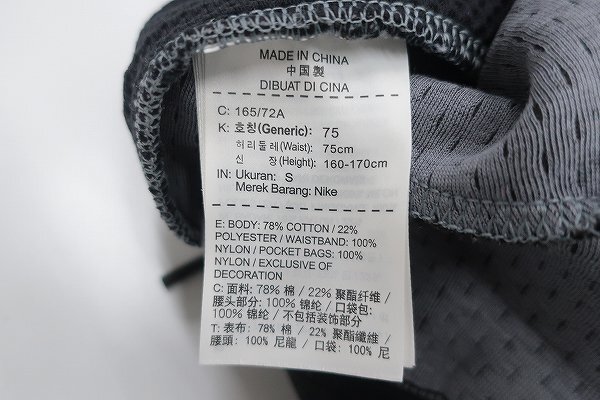 MADE IN CHINA
中国製
DIBUAT DI CINA
C: 165/72A
K: 호칭(Generic): 75
허리둘레(Waist): 75cm
신 장(Height): 160-170cm
IN: Ukuran: S
Merek Barang: Nike
E: BODY: 78% COTTON / 22%
POLYESTER / WAISTBAND: 100%
NYLON / POCKET BAGS: 100%
NYLON / EXCLUSIVE OF
DECORATION
C: 面料: 78% 棉 / 22% 聚酯纤维 /
腰头部分: 100% 锦纶 / 口袋包:
100% 锦纶 / 不包括装饰部分
T: 表布: 78% 棉 / 22% 聚酯纖維 /
腰頭: 100% 尼龍 / 口袋: 100% 尼